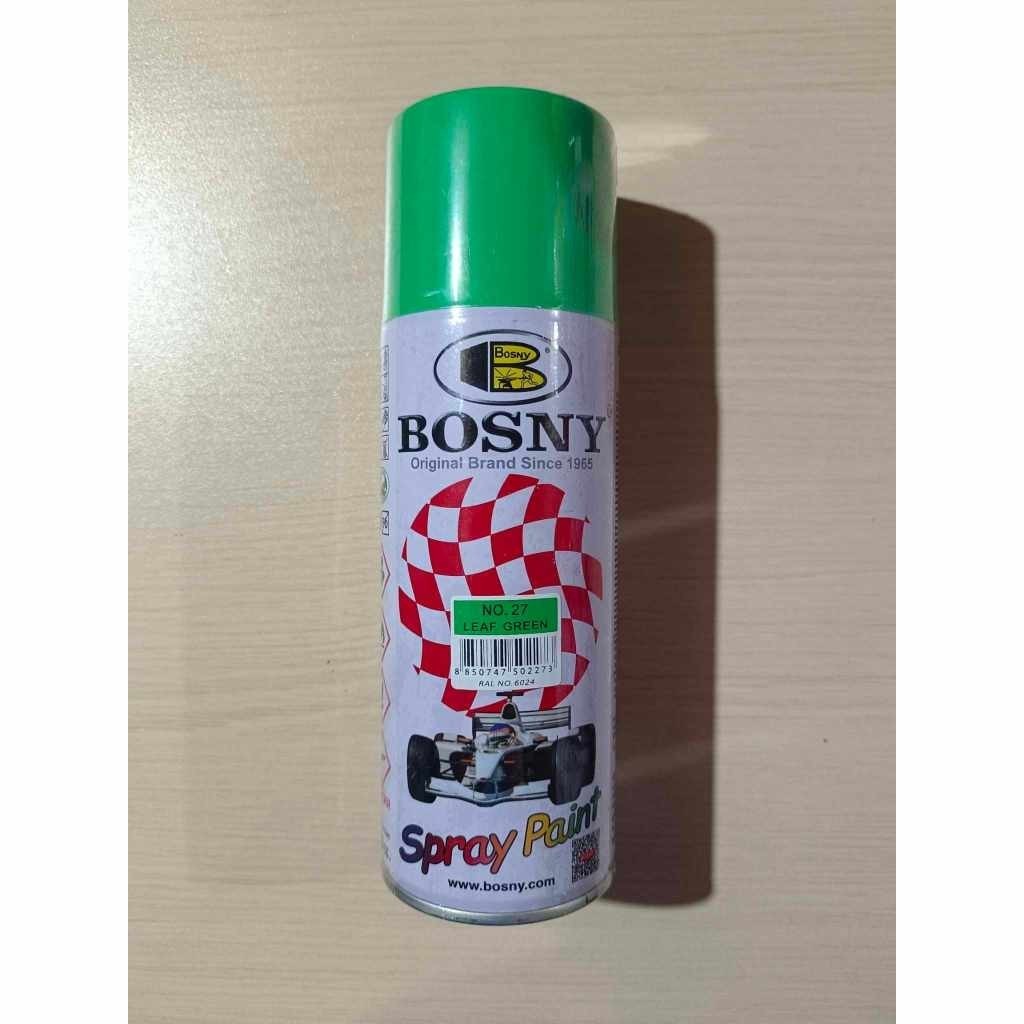 BOSNY
BOSNY
Original Brand Since 1965
NO. 27
LEAF GREEN
8 850747 502273
RAL NO. 6024
Spray Paint
www.bosny.com